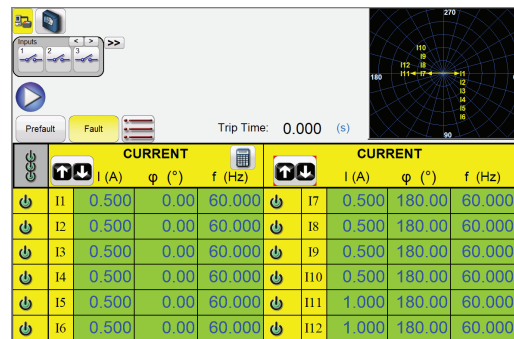 Inputs < > >>
1 2 3
Prefault Fault Trip Time: 0.000 (s)
270
I10
I9
I12 I8
180 I11 I7 I1
I2
I3
I4
I5
I6
90
CURRENT CURRENT
I (A) φ (°) f (Hz) I (A) φ (°) f (Hz)
I1 0.500 0.00 60.000 I7 0.500 180.00 60.000
I2 0.500 0.00 60.000 I8 0.500 180.00 60.000
I3 0.500 0.00 60.000 I9 0.500 180.00 60.000
I4 0.500 0.00 60.000 I10 0.500 180.00 60.000
I5 0.500 0.00 60.000 I11 1.000 180.00 60.000
I6 0.500 0.00 60.000 I12 1.000 180.00 60.000